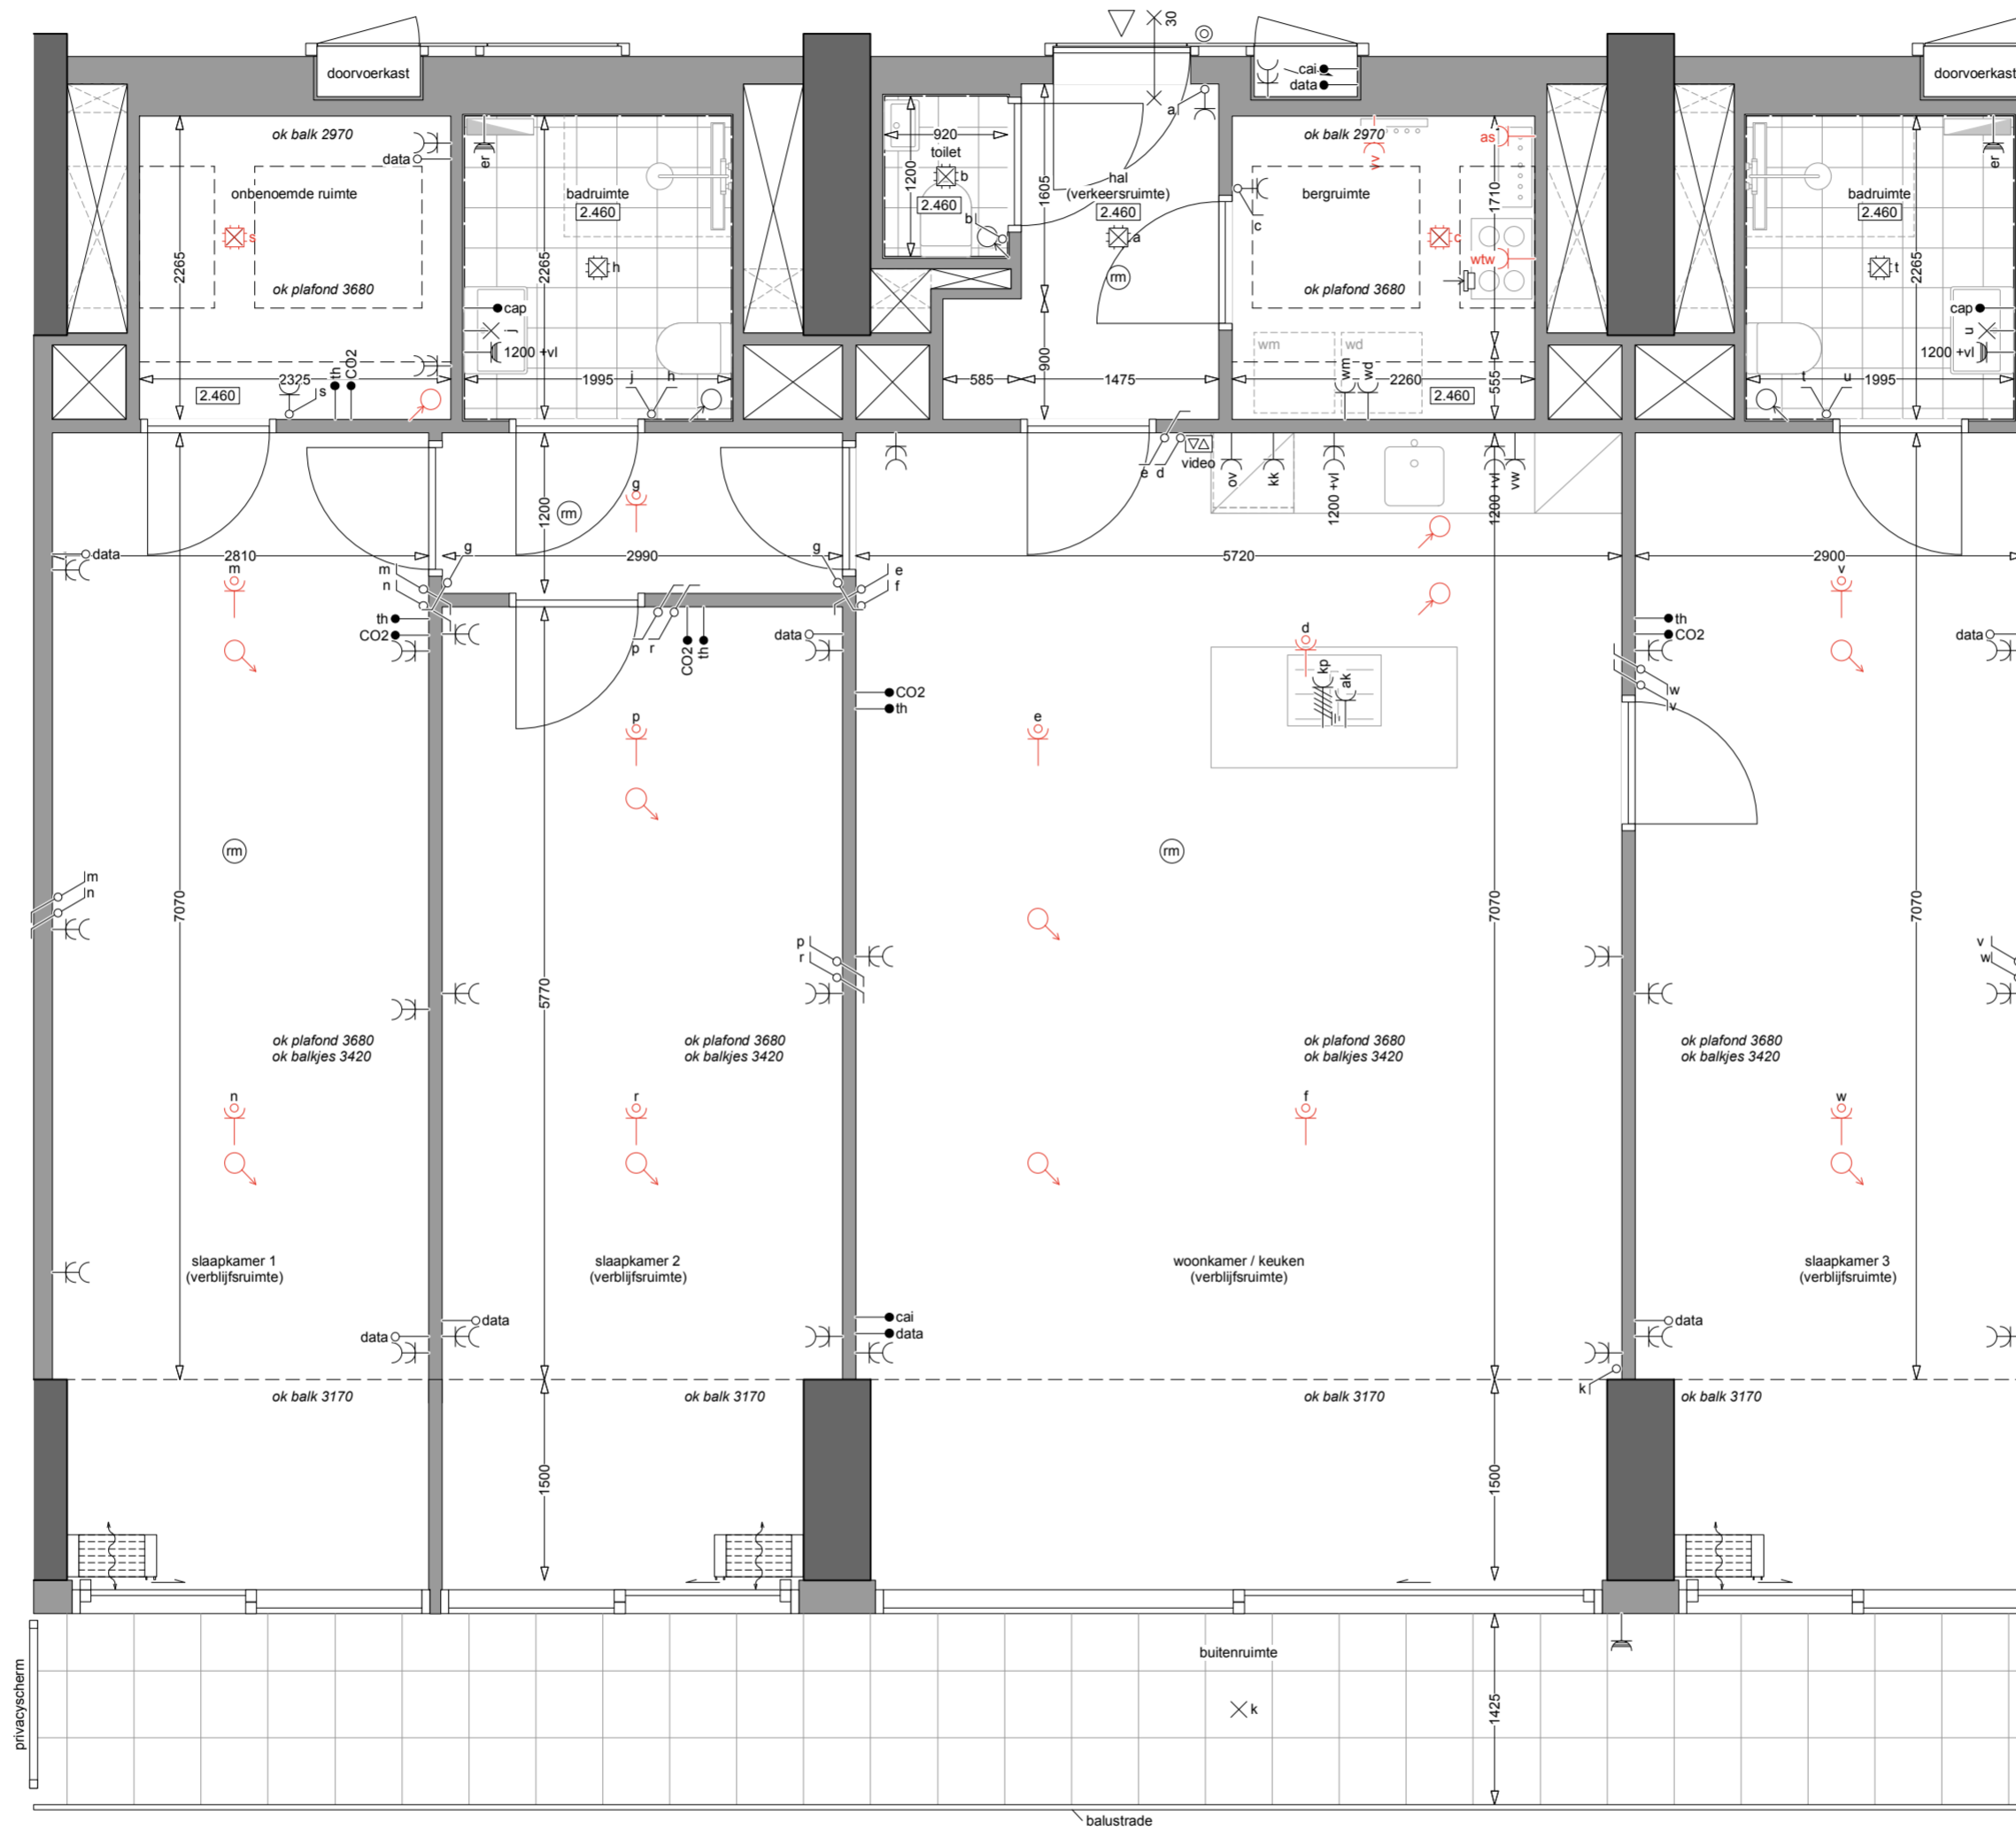 30
doorvoerkast
cai
data
doorvoerkast
ok balk 2970
data
er
920
toilet
1200
b
2.460
b
a
ok balk 2970
vv
as
er
onbenoemde ruimte
badruimte
2.460
1605
hal
(verkeersruimte)
2.460
a
bergruimte
1710
badruimte
2.460
s
c
c
2265
2265
h
rm
wtw
t
2265
ok plafond 3680
ok plafond 3680
cap
j
1200 +vl
cap
u
1200 +vl
900
wm
wd
wm
wd
th
CO2
2325
2.460
s
1995
j
h
585
1475
2260
2.460
555
1995
t
u
e
d
video
ov
kk
1200 +vl
1200 +vl
vw
g
rm
1200
data
2810
2990
g
g
5720
2900
m
m
n
e
f
v
th
CO2
p
r
CO2
th
data
d
th
CO2
data
kp
ak
w
v
CO2
th
p
e
rm
rm
m
n
7070
7070
7070
p
r
v
w
5770
ok plafond 3680
ok balkjes 3420
ok plafond 3680
ok balkjes 3420
ok plafond 3680
ok balkjes 3420
ok plafond 3680
ok balkjes 3420
n
r
f
w
slaapkamer 1
(verblijfsruimte)
slaapkamer 2
(verblijfsruimte)
woonkamer / keuken
(verblijfsruimte)
slaapkamer 3
(verblijfsruimte)
data
data
cai
data
data
k
ok balk 3170
ok balk 3170
ok balk 3170
ok balk 3170
1500
1500
buitenruimte
privacyscherm
k
1425
balustrade